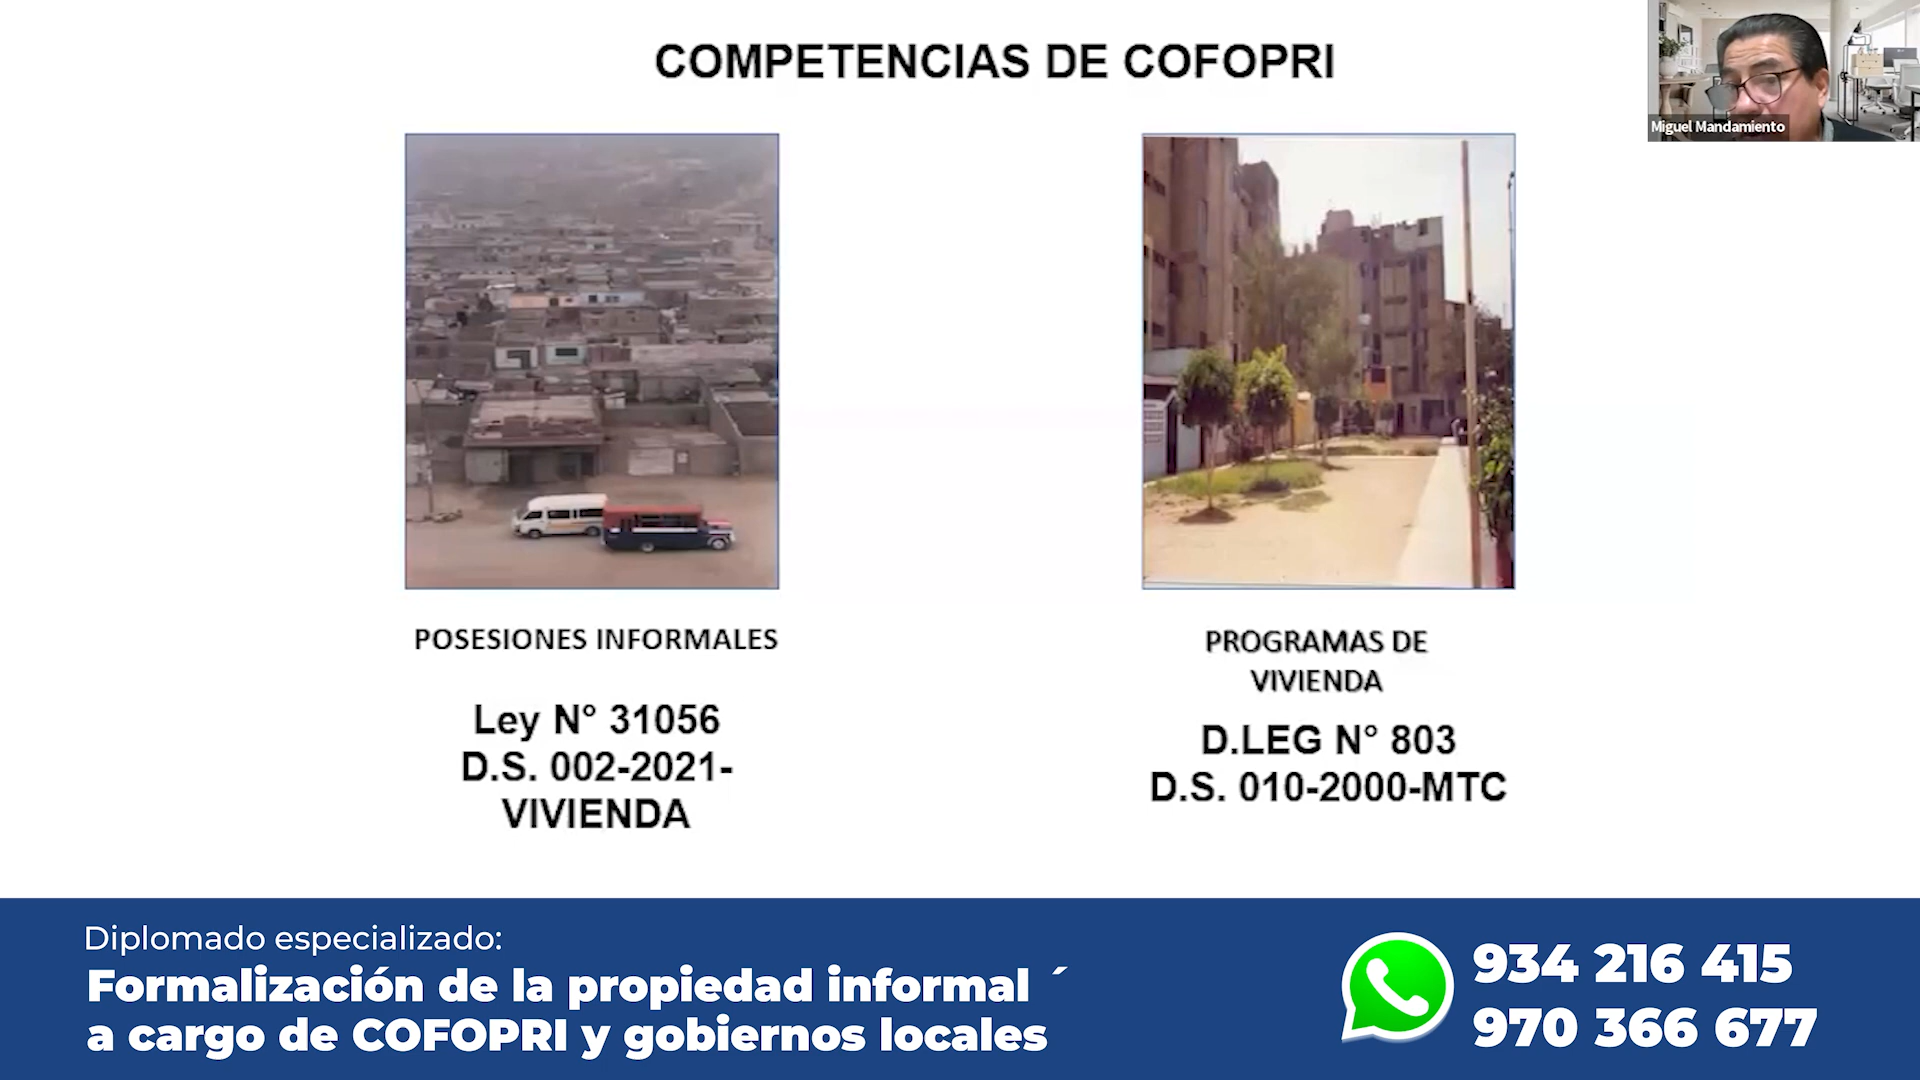 COMPETENCIAS DE COFOPRI
Miguel Mandamiento
POSESIONES INFORMALES
Ley N° 31056
D.S. 002-2021-
VIVIENDA
PROGRAMAS DE
VIVIENDA
D.LEG N° 803
D.S. 010-2000-MTC
Diplomado especializado:
Formalización de la propiedad informal ´
a cargo de COFOPRI y gobiernos locales
934 216 415
970 366 677